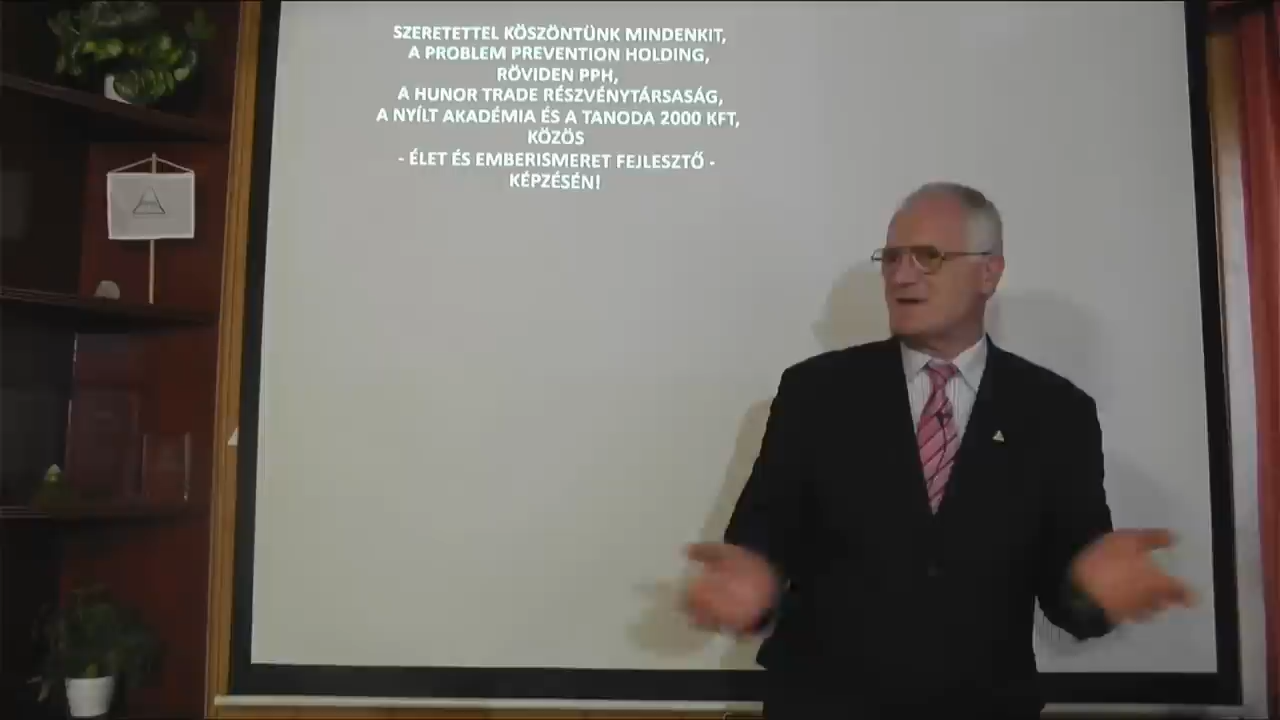 SZERETETTEL KÖSZÖNTÜNK MINDENKIT,
A PROBLEM PREVENTION HOLDING,
RÖVIDEN PPH,
A HUNOR TRADE RÉSZVÉNYTÁRSASÁG,
A NYÍLT AKADÉMIA ÉS A TANODA 2000 KFT,
KÖZÖS
- ÉLET ÉS EMBERISMERET FEJLESZTŐ -
KÉPZÉSÉN!